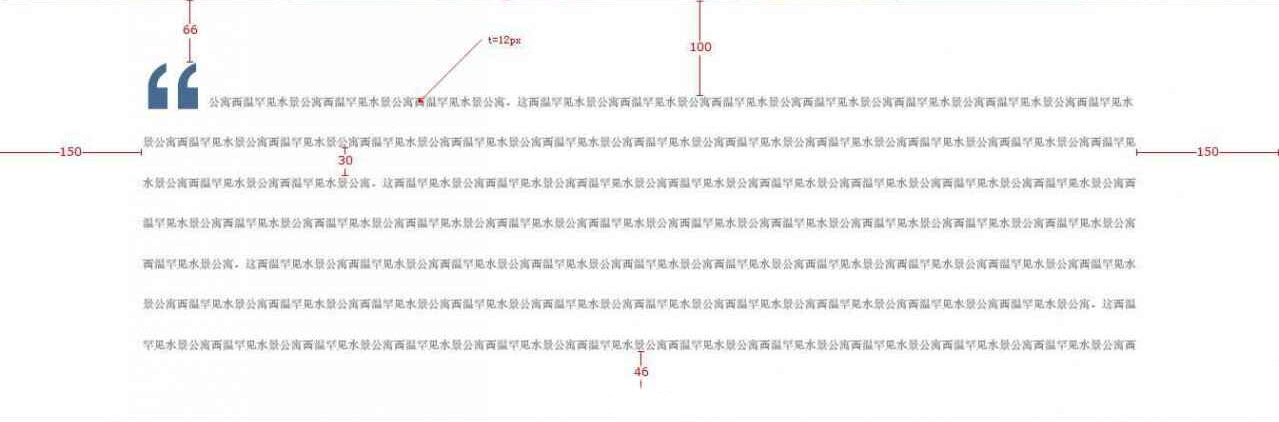 66
t=12px
100
公寓西温罕见水景公寓西温罕见水景公寓西温罕见水景公寓。这西温罕见水景公寓西温罕见水景公寓西温罕见水景公寓西温罕见水景公寓西温罕见水景公寓西温罕见水景公寓西温罕见水
景公寓西温罕见水景公寓西温罕见水景公寓西温罕见水景公寓西温罕见水景公寓西温罕见水景公寓西温罕见水景公寓西温罕见水景公寓西温罕见水景公寓西温罕见水景公寓西温罕见水景公寓西温罕见
150
30
150
水景公寓西温罕见水景公寓西温罕见水景公寓。这西温罕见水景公寓西温罕见水景公寓西温罕见水景公寓西温罕见水景公寓西温罕见水景公寓西温罕见水景公寓西温罕见水景公寓西温罕见水景公寓西
温罕见水景公寓西温罕见水景公寓西温罕见水景公寓西温罕见水景公寓西温罕见水景公寓西温罕见水景公寓西温罕见水景公寓西温罕见水景公寓西温罕见水景公寓西温罕见水景公寓西温罕见水景公寓
西温罕见水景公寓。这西温罕见水景公寓西温罕见水景公寓西温罕见水景公寓西温罕见水景公寓西温罕见水景公寓西温罕见水景公寓西温罕见水景公寓西温罕见水景公寓西温罕见水景公寓西温罕见水
景公寓西温罕见水景公寓西温罕见水景公寓西温罕见水景公寓西温罕见水景公寓西温罕见水景公寓西温罕见水景公寓西温罕见水景公寓西温罕见水景公寓西温罕见水景公寓西温罕见水景公寓。这西温
罕见水景公寓西温罕见水景公寓西温罕见水景公寓西温罕见水景公寓西温罕见水景公寓西温罕见水景公寓西温罕见水景公寓西温罕见水景公寓西温罕见水景公寓西温罕见水景公寓西温罕见水景公寓西
46